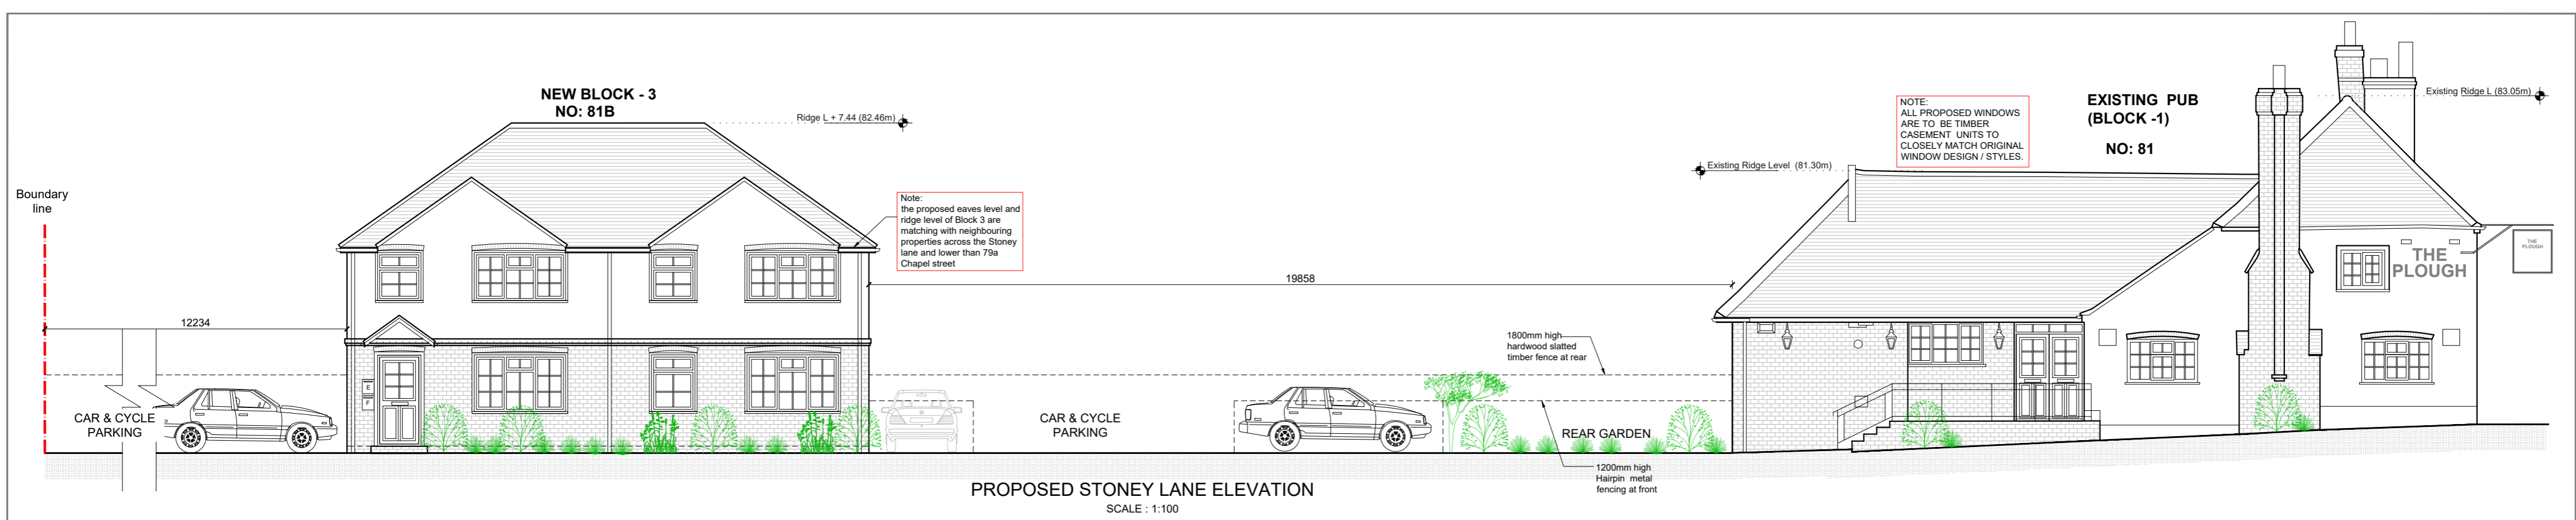 NEW BLOCK - 3
NO: 81B
Ridge L + 7.44 (82.46m)
Boundary
line
Note:
the proposed eaves level and
ridge level of Block 3 are
matching with neighbouring
properties across the Stoney
lane and lower than 79a
Chapel street
12234
19858
E
F
CAR & CYCLE
PARKING
CAR & CYCLE
PARKING
1800mm high
hardwood slatted
timber fence at rear
REAR GARDEN
1200mm high
Hairpin metal
fencing at front
Existing Ridge Level (81.30m)
NOTE:
ALL PROPOSED WINDOWS
ARE TO BE TIMBER
CASEMENT UNITS TO
CLOSELY MATCH ORIGINAL
WINDOW DESIGN / STYLES.
EXISTING PUB
(BLOCK -1)
NO: 81
Existing Ridge L (83.05m)
THE
PLOUGH
THE
PLOUGH
PROPOSED STONEY LANE ELEVATION
SCALE : 1:100